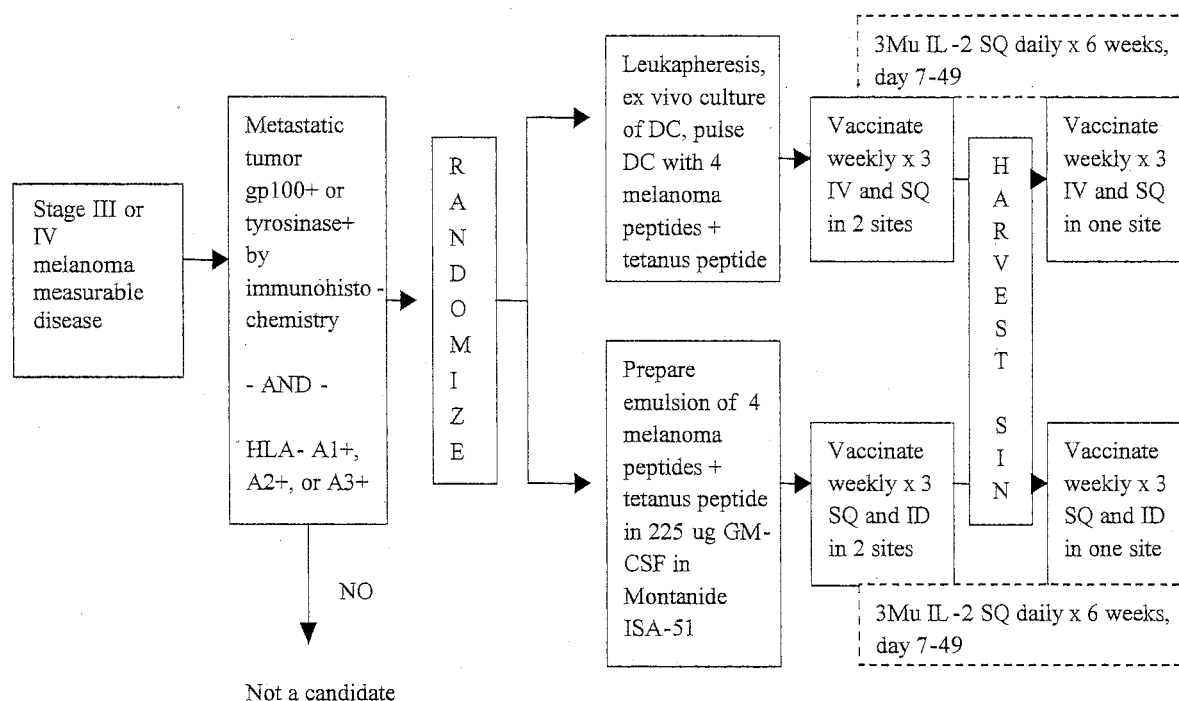 Stage III or
IV
melanoma
measurable
disease
Metastatic
tumor
gp100+ or
tyrosinase+
by
immunohisto -
chemistry
- AND -
HLA- A1+,
A2+, or A3+
NO
Not a candidate
R
A
N
D
O
M
I
Z
E
Leukapheresis,
ex vivo culture
of DC, pulse
DC with 4
melanoma
peptides +
tetanus peptide
Prepare
emulsion of 4
melanoma
peptides +
tetanus peptide
in 225 ug GM-
CSF in
Montanide
ISA-51
3Mu IL -2 SQ daily x 6 weeks,
day 7-49
Vaccinate
weekly x 3
IV and SQ
in 2 sites
Vaccinate
weekly x 3
SQ and ID
in 2 sites
H
A
R
V
E
S
T
S
I
N
Vaccinate
weekly x 3
IV and SQ
in one site
Vaccinate
weekly x 3
SQ and ID
in one site
3Mu IL -2 SQ daily x 6 weeks,
day 7-49